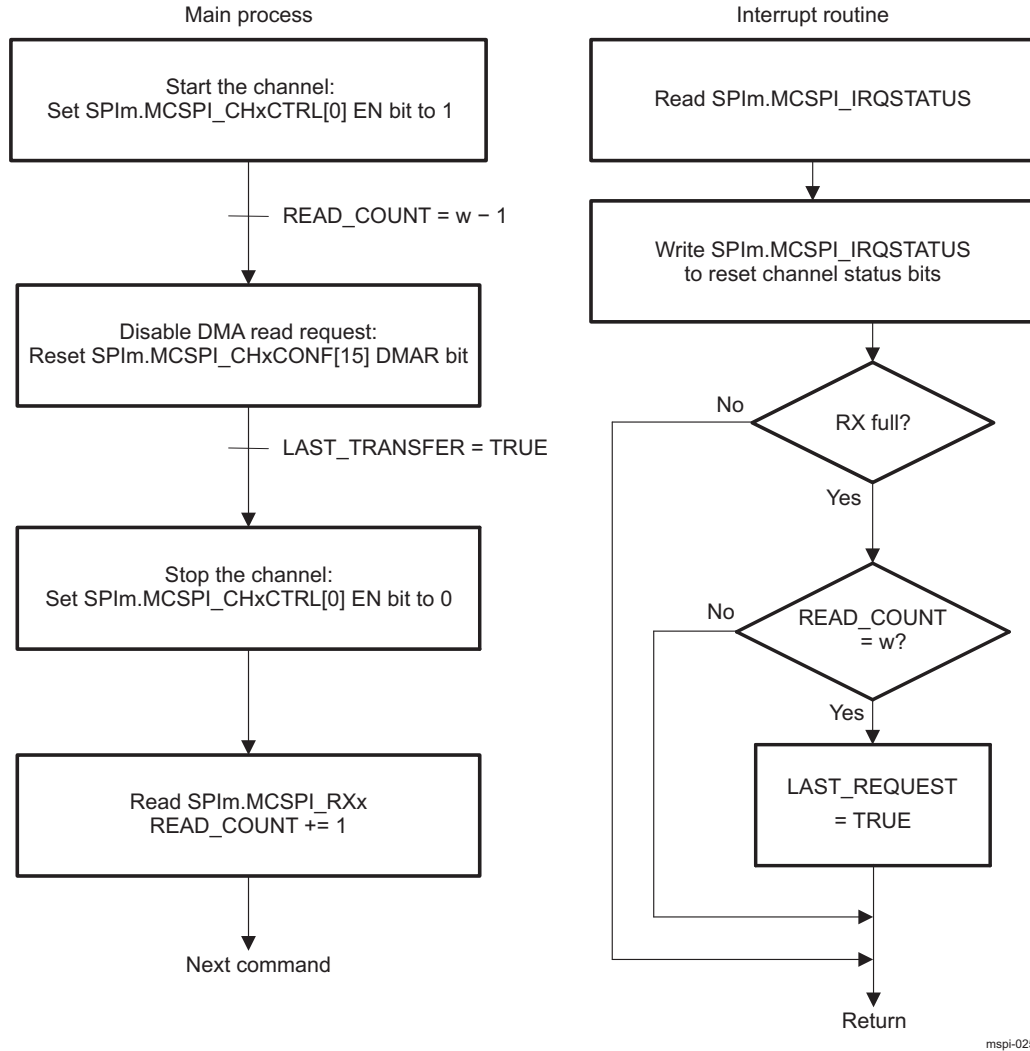 Main process
Start the channel:
Set SPIm.MCSPI_CHxCTRL[0] EN bit to 1
READ_COUNT = w − 1
Disable DMA read request:
Reset SPIm.MCSPI_CHxCONF[15] DMAR bit
LAST_TRANSFER = TRUE
Stop the channel:
Set SPIm.MCSPI_CHxCTRL[0] EN bit to 0
Read SPIm.MCSPI_RXx
READ_COUNT += 1
Next command
Interrupt routine
Read SPIm.MCSPI_IRQSTATUS
Write SPIm.MCSPI_IRQSTATUS
to reset channel status bits
No
RX full?
Yes
No
READ_COUNT
= w?
Yes
LAST_REQUEST
= TRUE
Return